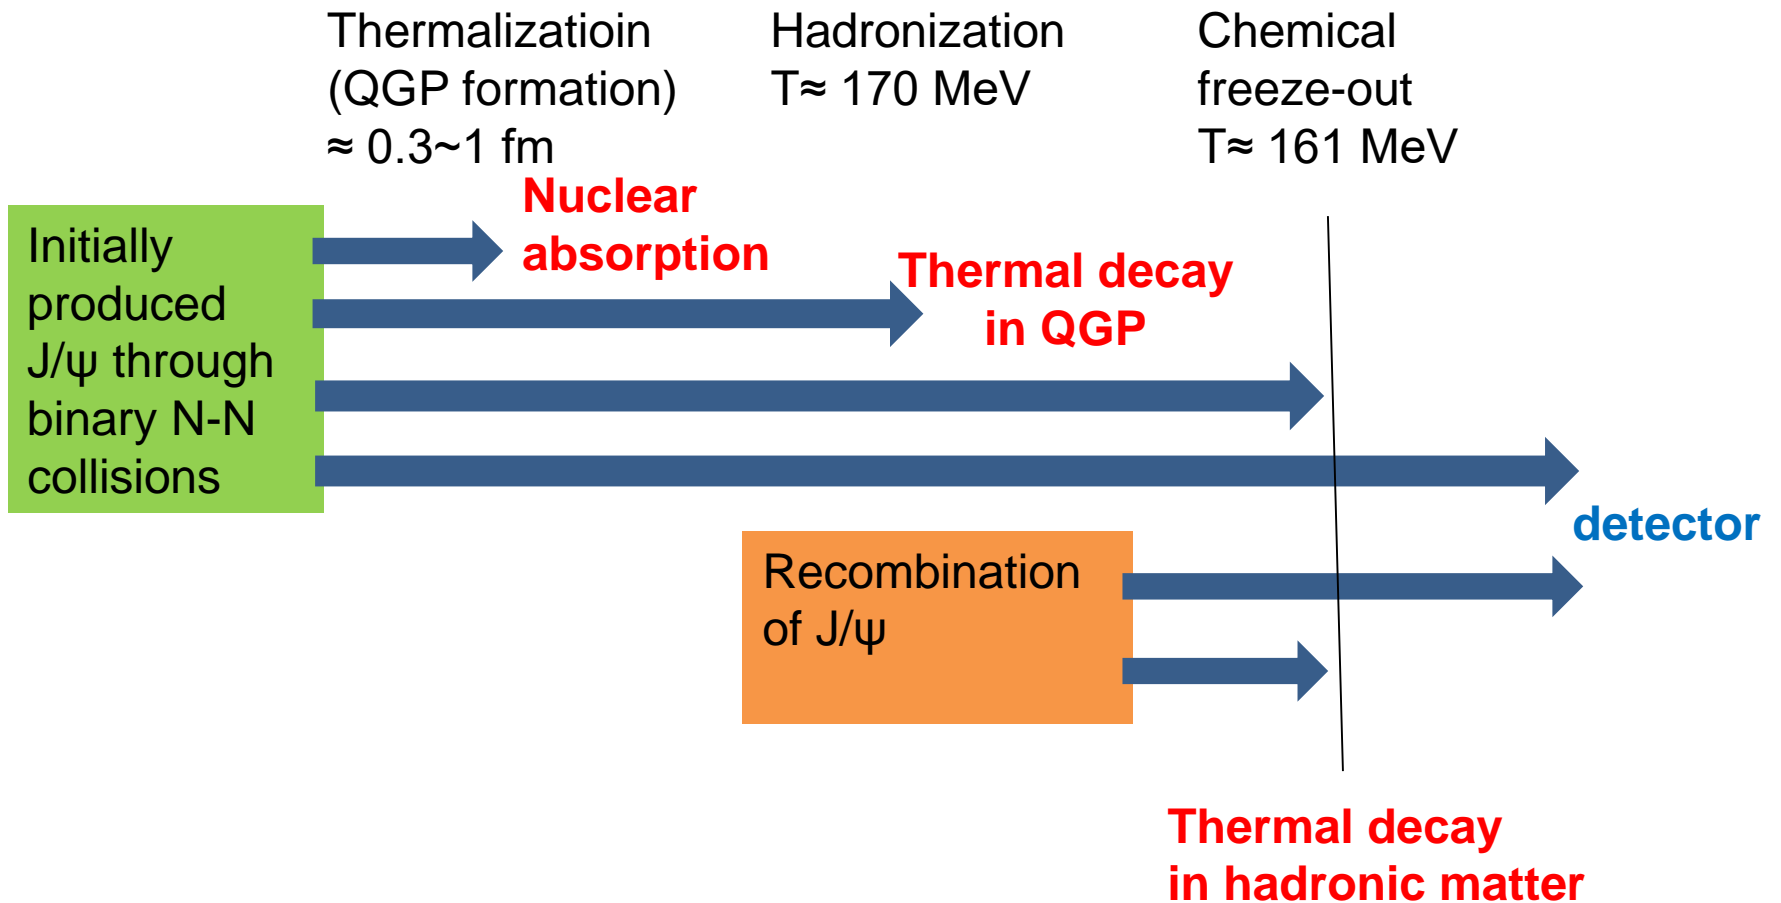 Thermalizatioin
(QGP formation)
≈ 0.3~1 fm
Hadronization
T≈ 170 MeV
Chemical
freeze-out
T≈ 161 MeV
Nuclear
absorption
Thermal decay
in QGP
Initially
produced
J/ψ through
binary N-N
collisions
detector
Recombination
of J/ψ
Thermal decay
in hadronic matter